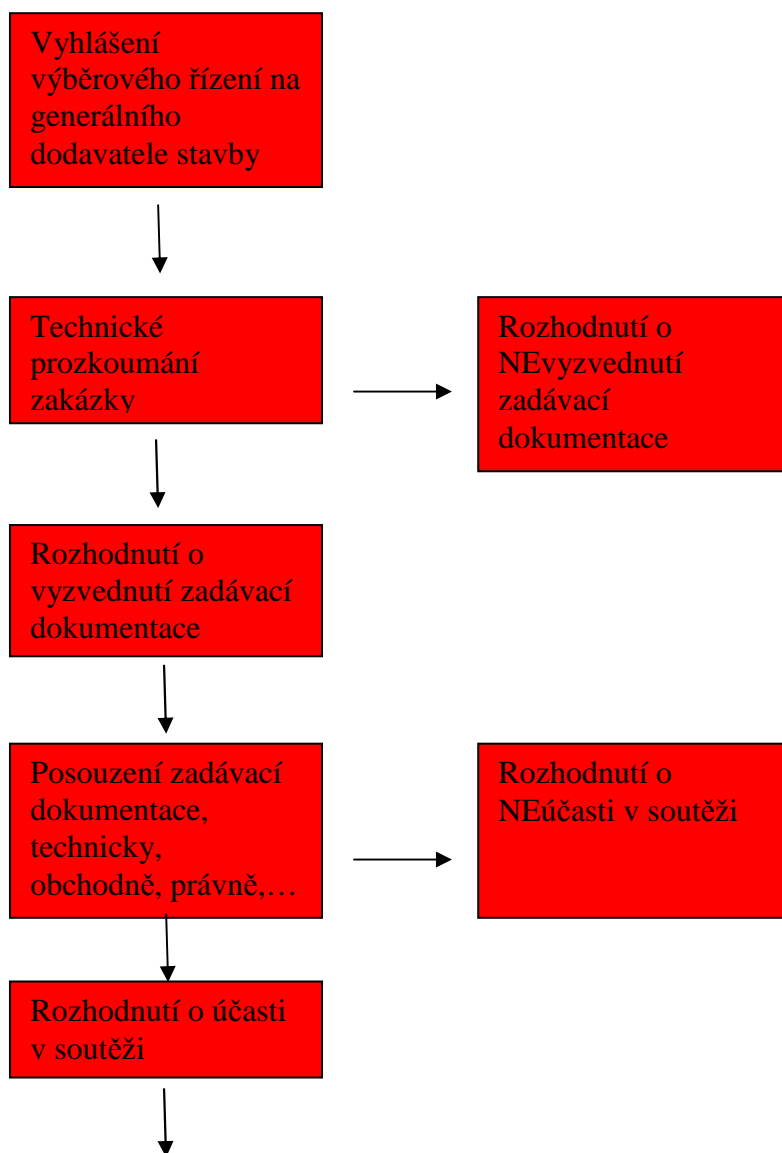 Vyhlášení
výběrového řízení na
generálního
dodavatele stavby
Technické
prozkoumání
zakázky
Rozhodnutí o
NEvyzvednutí
zadávací
dokumentace
Rozhodnutí o
vyzvednutí zadávací
dokumentace
Posouzení zadávací
dokumentace,
technicky,
obchodně, právně,…
Rozhodnutí o
NEúčasti v soutěži
Rozhodnutí o účasti
v soutěži